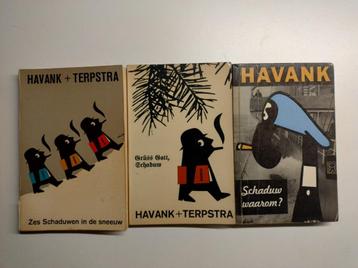 HAVANK + TERPSTRA
Zes Schaduwen in de sneeuw
Grüss Gott,
Schaduw
HAVANK + TERPSTRA
HAVANK
Schaduw
waarom?